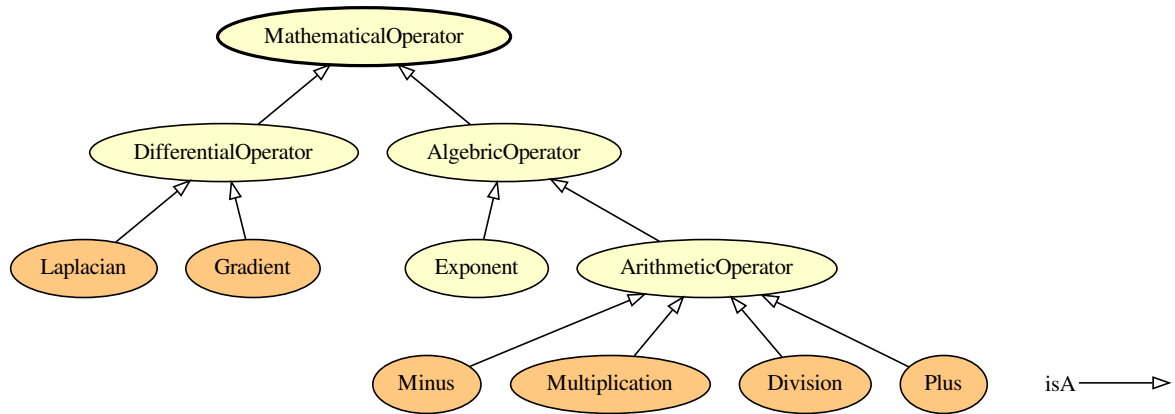 MathematicalOperator
DifferentialOperator
AlgebricOperator
Laplacian
Gradient
Exponent
ArithmeticOperator
Minus
Multiplication
Division
Plus
isA